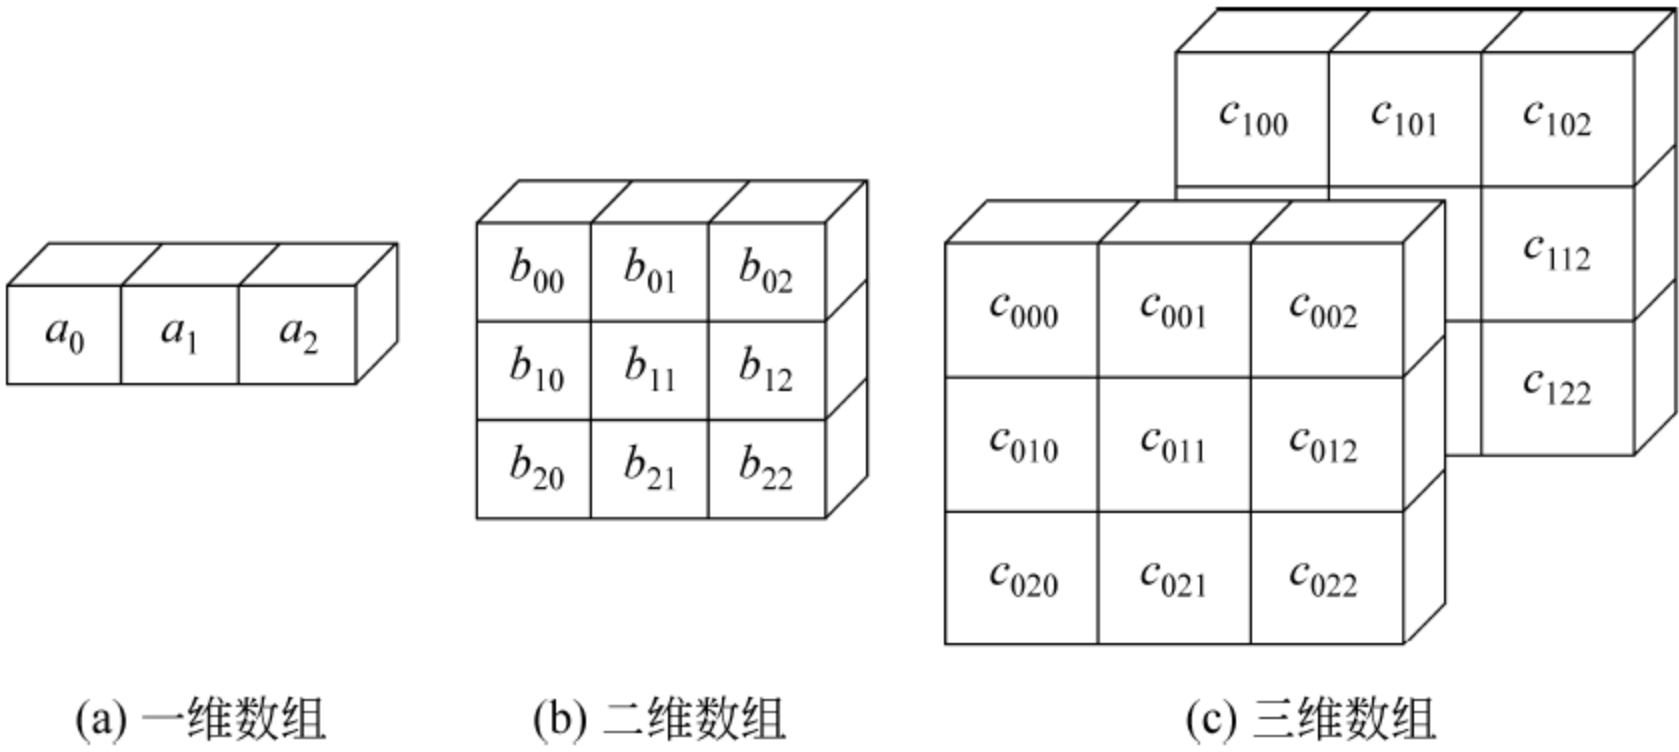 a₀ a₁ a₂
b₀₀ b₀₁ b₀₂
b₁₀ b₁₁ b₁₂
b₂₀ b₂₁ b₂₂
c₁₀₀ c₁₀₁ c₁₀₂
c₁₁₂
c₁₂₂
c₀₀₀ c₀₀₁ c₀₀₂
c₀₁₀ c₀₁₁ c₀₁₂
c₀₂₀ c₀₂₁ c₀₂₂
(a) 一维数组
(b) 二维数组
(c) 三维数组